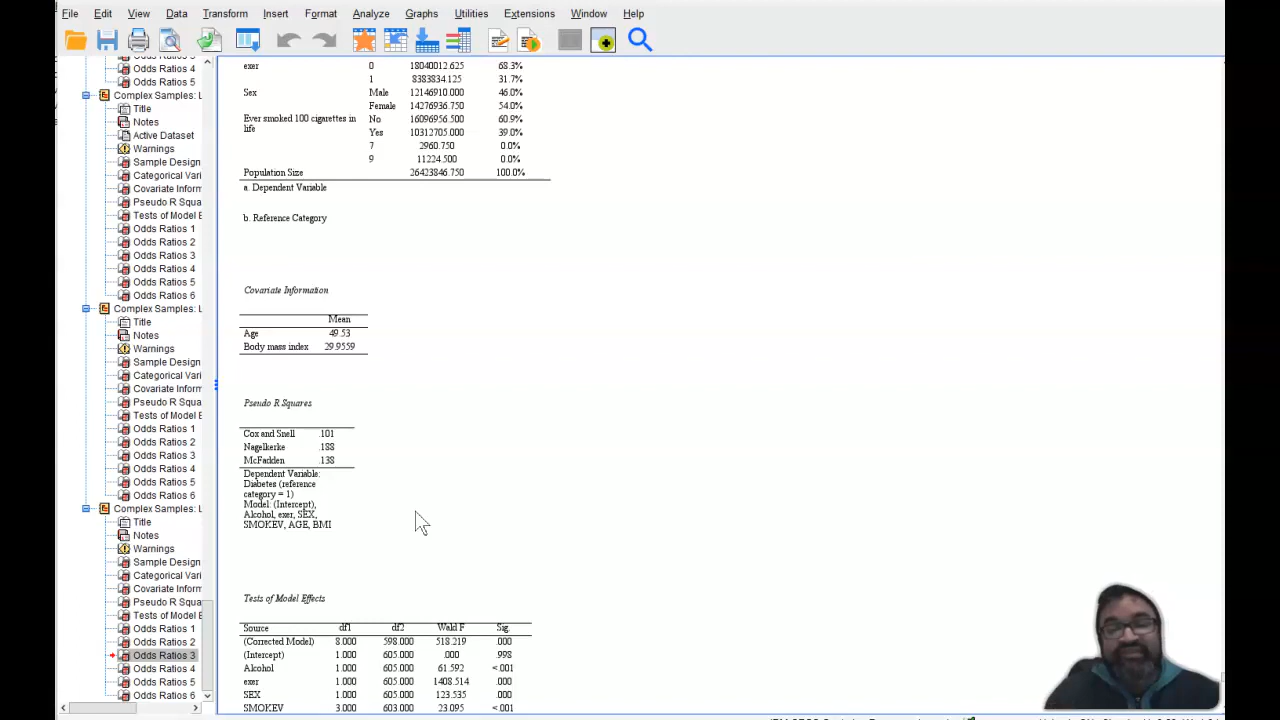 File Edit View Data Transform Insert Format Analyze Graphs Utilities Extensions Window Help
Odds Ratios 4
Odds Ratios 5
Complex Samples: L
Title
Notes
Active Dataset
Warnings
Sample Design
Categorical Vari
Covariate Inform
Pseudo R Squa
Tests of Model E
Odds Ratios 1
Odds Ratios 2
Odds Ratios 3
Odds Ratios 4
Odds Ratios 5
Odds Ratios 6
Complex Samples: L
Title
Notes
Warnings
Sample Design
Categorical Vari
Covariate Inform
Pseudo R Squa
Tests of Model E
Odds Ratios 1
Odds Ratios 2
Odds Ratios 3
Odds Ratios 4
Odds Ratios 5
Odds Ratios 6
Complex Samples: L
Title
Notes
Warnings
Sample Design
Categorical Vari
Covariate Inform
Pseudo R Squa
Tests of Model E
Odds Ratios 1
Odds Ratios 2
Odds Ratios 3
Odds Ratios 4
Odds Ratios 5
Odds Ratios 6
exer 0 18040012.625 68.3%
1 8383834.125 31.7%
Sex Male 12146910.000 46.0%
Female 14276936.750 54.0%
Ever smoked 100 cigarettes in No 16096956.500 60.9%
life
Yes 10312705.000 39.0%
7 2960.750 0.0%
9 11224.500 0.0%
Population Size 26423846.750 100.0%
a. Dependent Variable
b. Reference Category
Covariate Information
Mean
Age 49.53
Body mass index 29.9559
Pseudo R Squares
Cox and Snell .101
Nagelkerke .188
McFadden .138
Dependent Variable:
Diabetes (reference
category = 1)
Model: (Intercept),
Alcohol, exer, SEX,
SMOKEV, AGE, BMI
Tests of Model Effects
Source df1 df2 Wald F Sig.
(Corrected Model) 8.000 598.000 518.219 .000
(Intercept) 1.000 605.000 .000 .998
Alcohol 1.000 605.000 61.592 <.001
exer 1.000 605.000 1408.514 .000
SEX 1.000 605.000 123.535 .000
SMOKEV 3.000 603.000 23.095 <.001